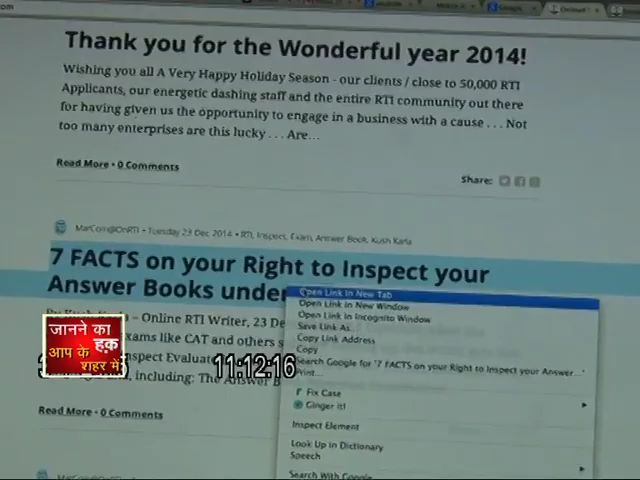 om
Thank you for the Wonderful year 2014!
Wishing you all A Very Happy Holiday Season - our clients / close to 50,000 RTI
Applicants, our energetic dashing staff and the entire RTI community out there
for having given us the opportunity to engage in a business with a cause . . . Not
too many enterprises are this lucky . . . Are...
Read More • 0 Comments
Share:
MarCom@OnRTI • Tuesday 23 Dec 2014 • RTI, Inspect, Exam, Answer Book, Kush Kalra
7 FACTS on your Right to Inspect your
Answer Books under
Open Link in New Tab
Open Link in New Window
Open Link in Incognito Window
Save Link As...
Copy Link Address
Copy
Search Google for '7 FACTS on your Right to Inspect your Answer...'
Print...
Fix Case
Ginger it!
Inspect Element
Look Up in Dictionary
Speech
Search With Google
– Online RTI Writer, 23 De
xams like CAT and others s
nspect Evaluat
, including: The Answer B
जानने का
हक़
आप के
शहर में
11:12:16
Read More • 0 Comments
MarCom@OnRTI